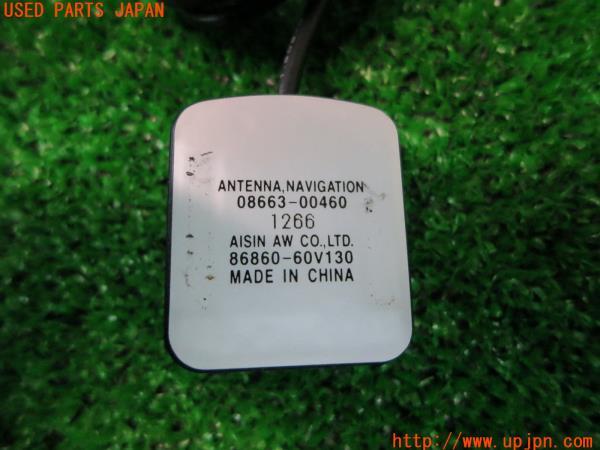 USED PARTS JAPAN
ANTENNA,NAVIGATION
08663-00460
1266
AISIN AW CO.,LTD.
86860-60V130
MADE IN CHINA
http://www.upjpn.com/